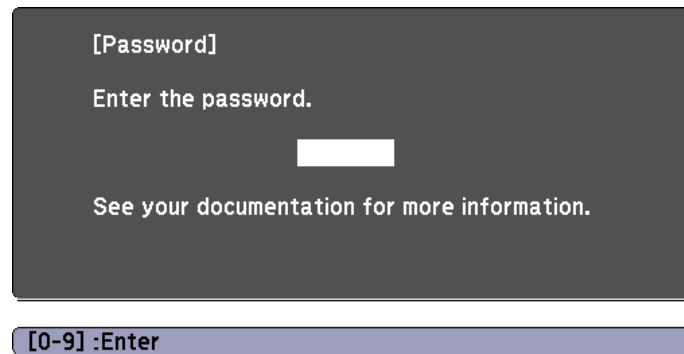 [Password]
Enter the password.
See your documentation for more information.
[0-9] :Enter